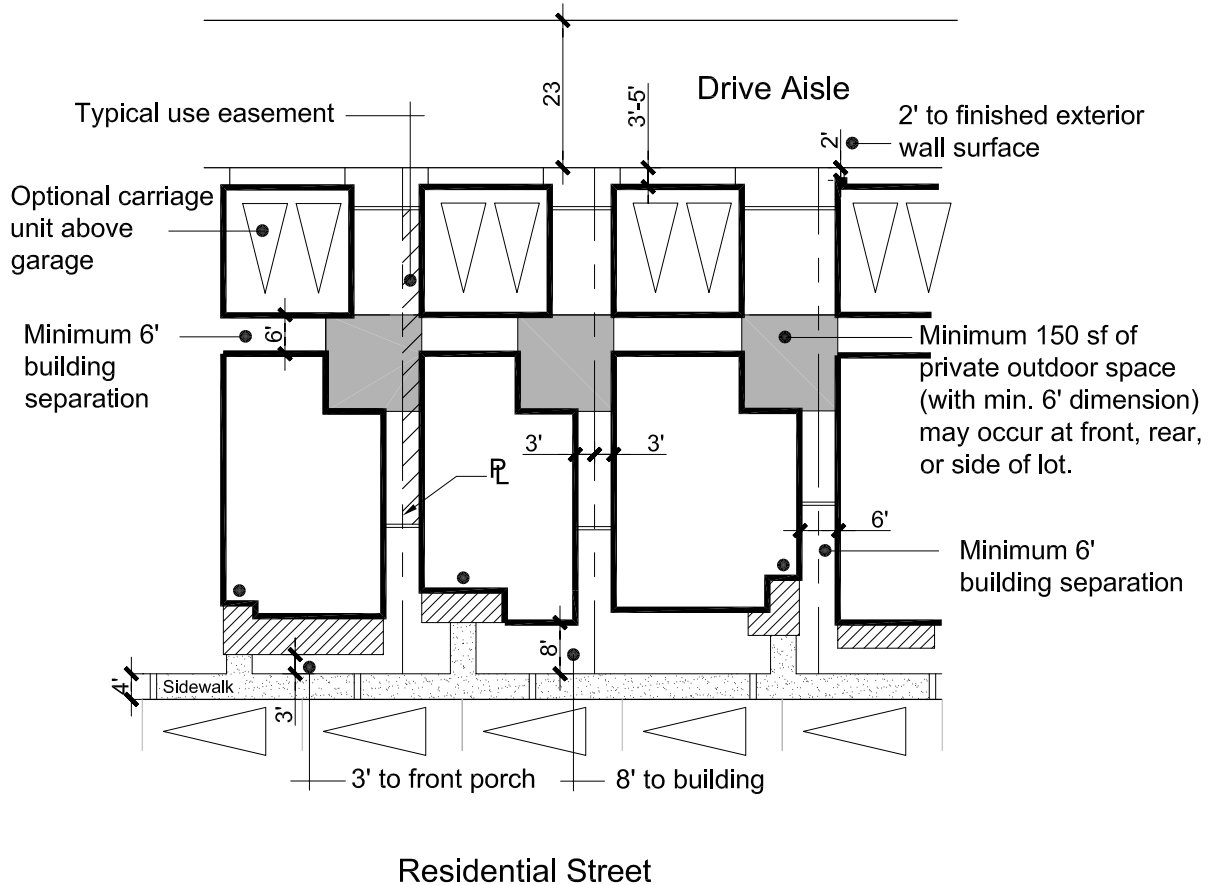 23
Drive Aisle
3'-5'
Typical use easement
2' to finished exterior
wall surface
2'
Optional carriage
unit above
garage
Minimum 6'
building
separation
6'
Minimum 150 sf of
private outdoor space
(with min. 6' dimension)
may occur at front, rear,
or side of lot.
3'
3'
PL
6'
Minimum 6'
building separation
8'
4'
Sidewalk
3'
3' to front porch
8' to building
Residential Street